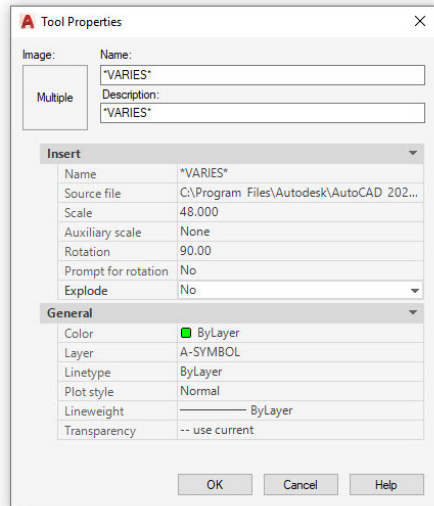 Tool Properties
Image:
Name:
*VARIES*
Multiple
Description:
*VARIES*
Insert
Name *VARIES*
Source file C:\Program Files\Autodesk\AutoCAD 202...
Scale 48.000
Auxiliary scale None
Rotation 90.00
Prompt for rotation No
Explode No
General
Color ByLayer
Layer A-SYMBOL
Linetype ByLayer
Plot style Normal
Lineweight ByLayer
Transparency -- use current
OK Cancel Help